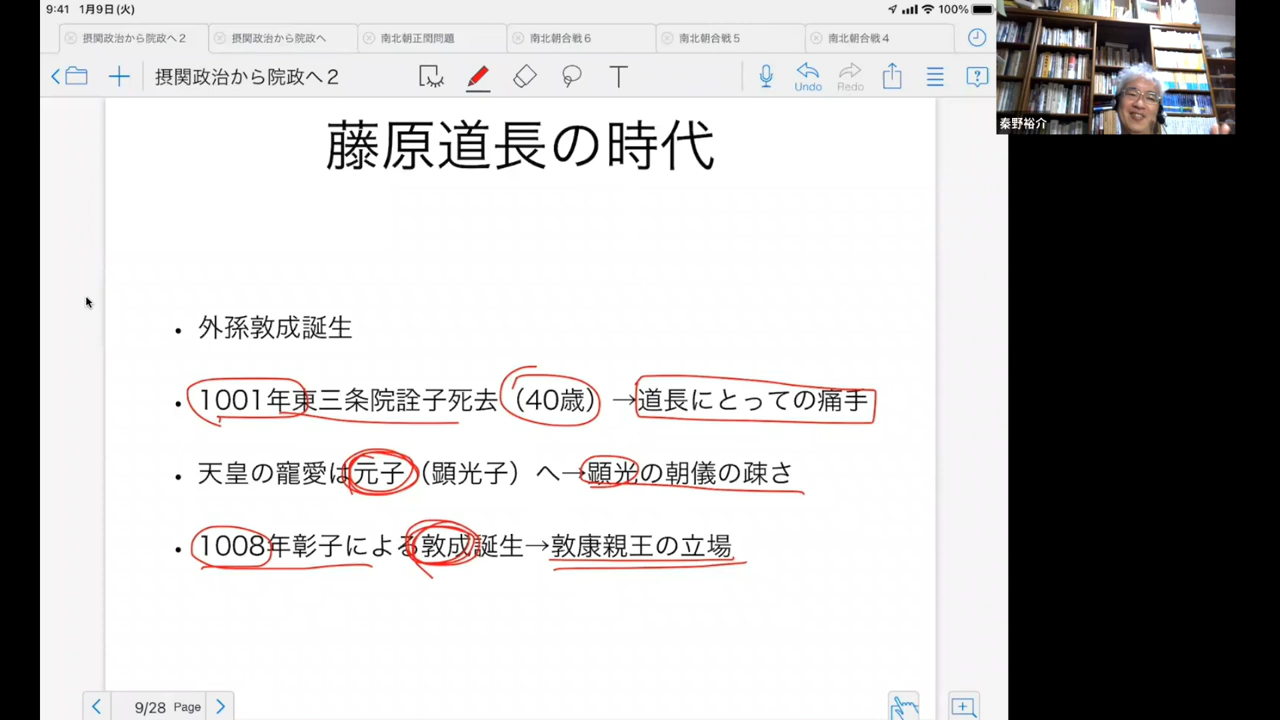 9:41 1月9日(火)
100%
摂関政治から院政へ2
摂関政治から院政へ
南北朝正閏問題
南北朝合戦6
南北朝合戦5
南北朝合戦4
摂関政治から院政へ2
T
Undo
Redo
秦野裕介
藤原道長の時代
• 外孫敦成誕生
• 1001年東三条院詮子死去（40歳）→道長にとっての痛手
• 天皇の寵愛は元子（顕光子）へ→顕光の朝儀の疎さ
• 1008年彰子による敦成誕生→敦康親王の立場
9/28 Page